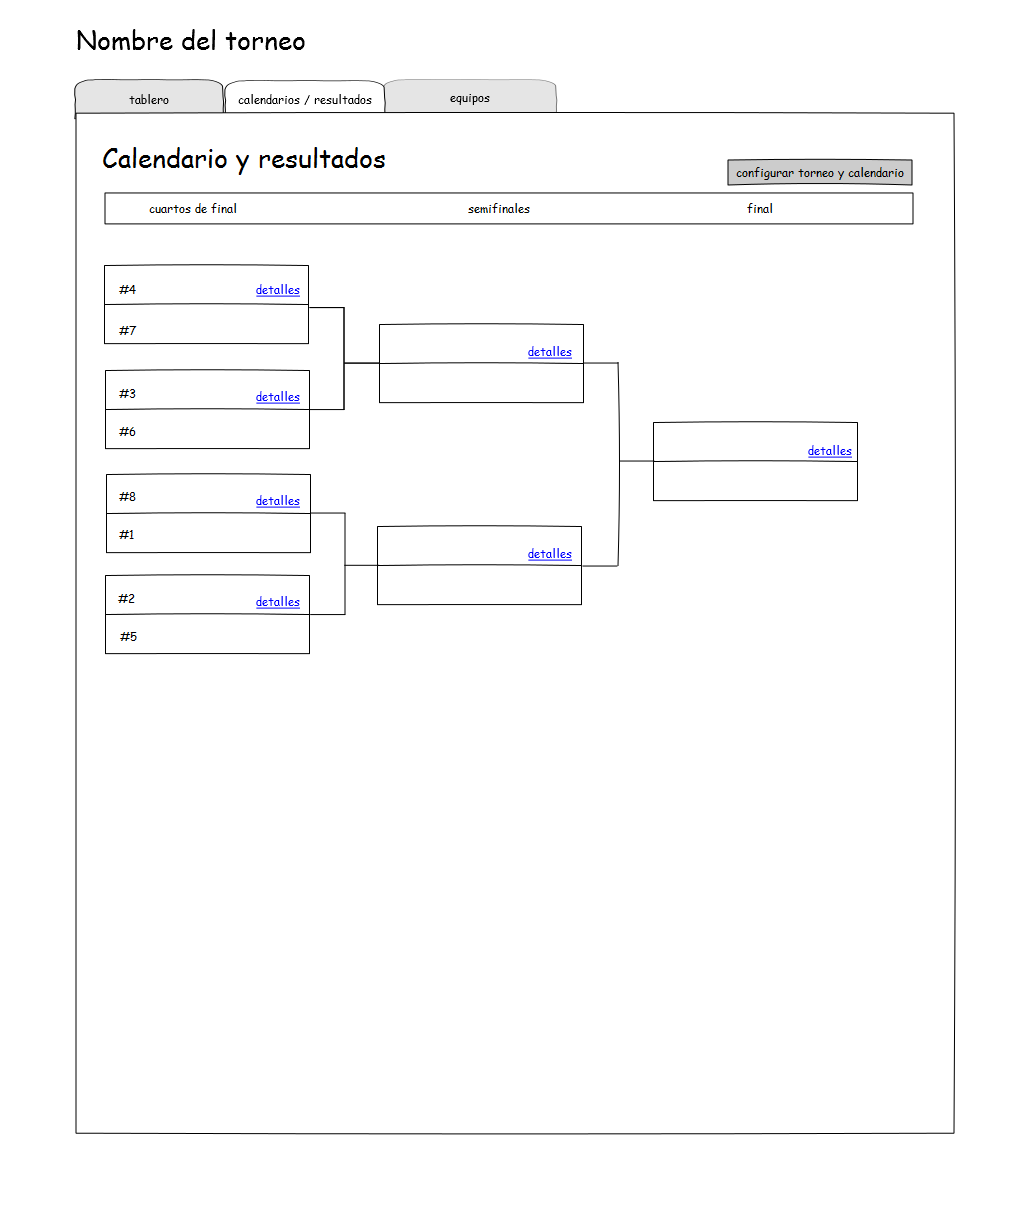 Nombre del torneo
tablero calendarios / resultados equipos
Calendario y resultados
configurar torneo y calendario
cuartos de final semifinales final
#4 detalles
#7
detalles
#3 detalles
#6
detalles
#8 detalles
#1
detalles
#2 detalles
#5